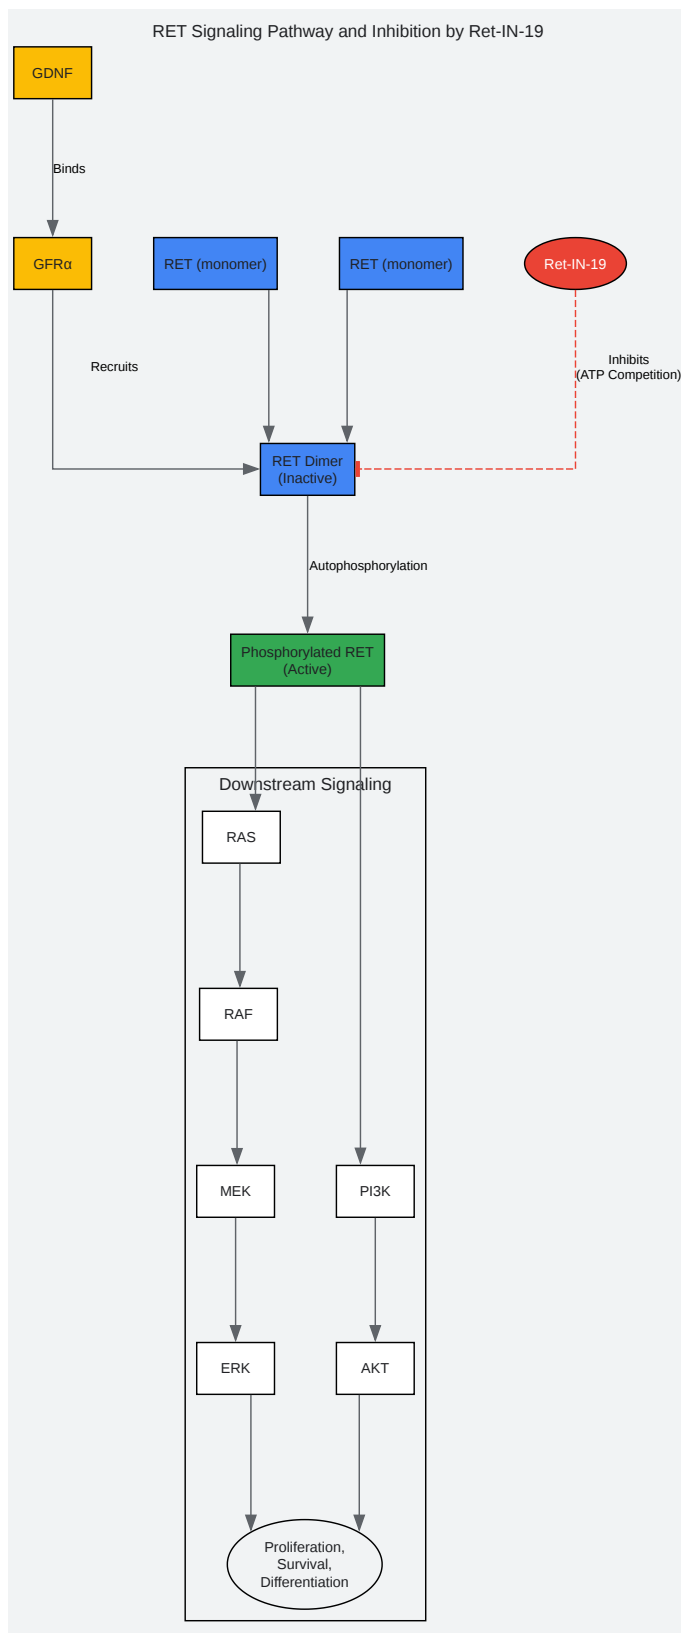 RET Signaling Pathway and Inhibition by Ret-IN-19
GDNF
Binds
GFRα
RET (monomer)
RET (monomer)
Ret-IN-19
Recruits
Inhibits
(ATP Competition)
RET Dimer
(Inactive)
Autophosphorylation
Phosphorylated RET
(Active)
Downstream Signaling
RAS
RAF
MEK
PI3K
ERK
AKT
Proliferation,
Survival,
Differentiation